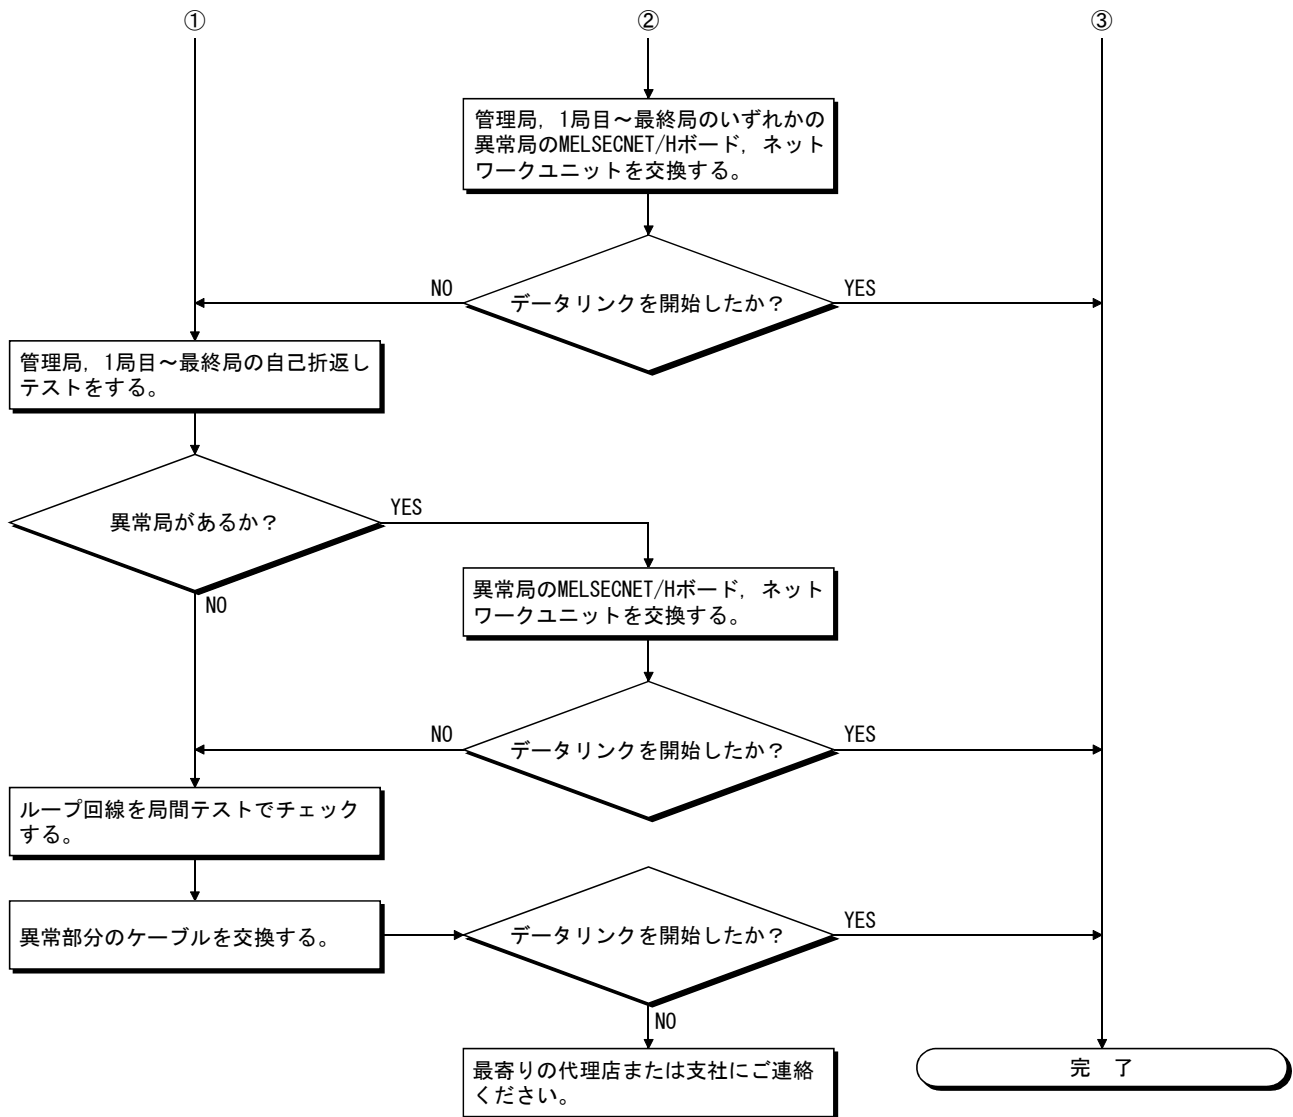 ①
②
③
管理局, 1局目～最終局のいずれかの
異常局のMELSECNET/Hボード, ネット
ワークユニットを交換する。
NO
データリンクを開始したか？
YES
管理局, 1局目～最終局の自己折返し
テストをする。
異常局があるか？
YES
NO
異常局のMELSECNET/Hボード, ネット
ワークユニットを交換する。
NO
データリンクを開始したか？
YES
ループ回線を局間テストでチェック
する。
異常部分のケーブルを交換する。
データリンクを開始したか？
YES
NO
最寄りの代理店または支社にご連絡
ください。
完 了